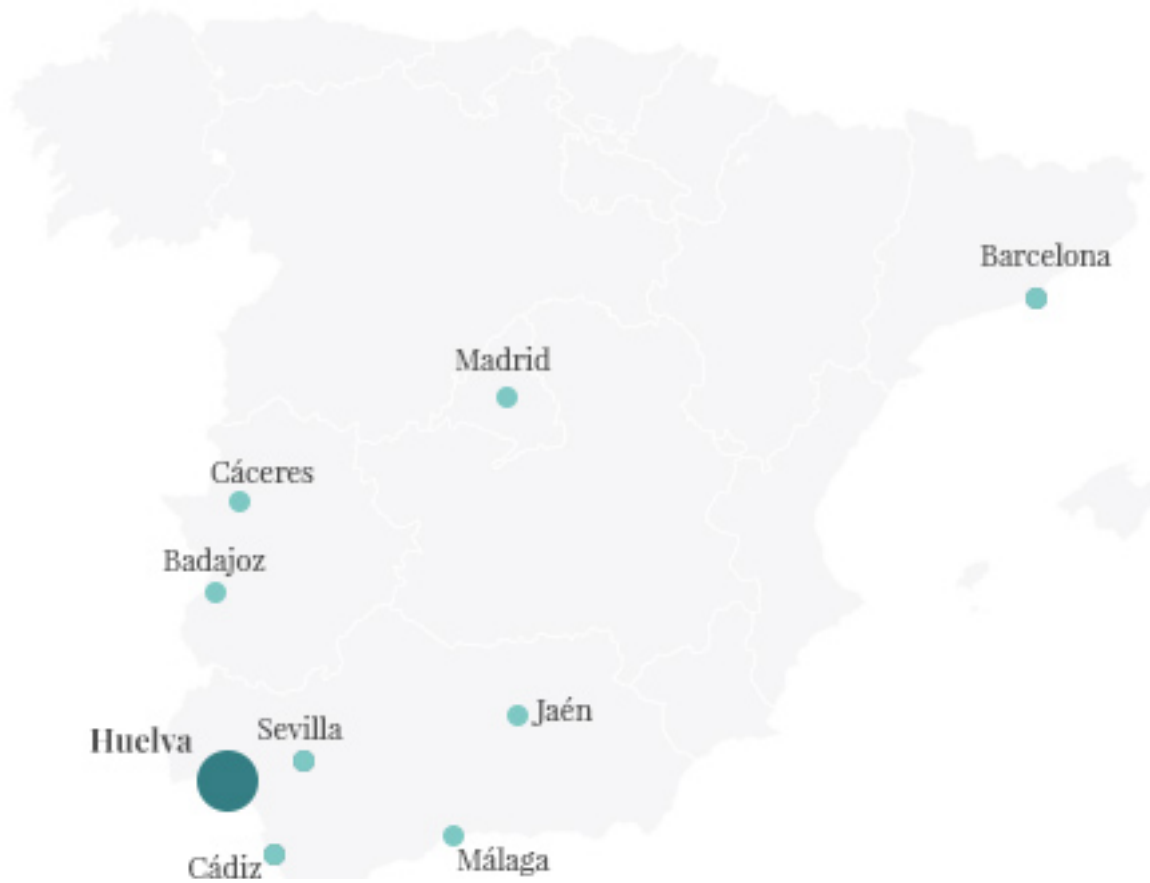 Barcelona
Madrid
Cáceres
Badajoz
Jaén
Sevilla
Huelva
Málaga
Cádiz